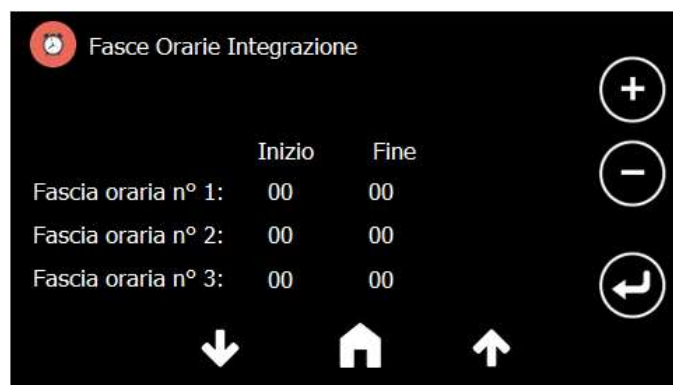 Fasce Orarie Integrazione
Inizio Fine
Fascia oraria n° 1: 00 00
Fascia oraria n° 2: 00 00
Fascia oraria n° 3: 00 00